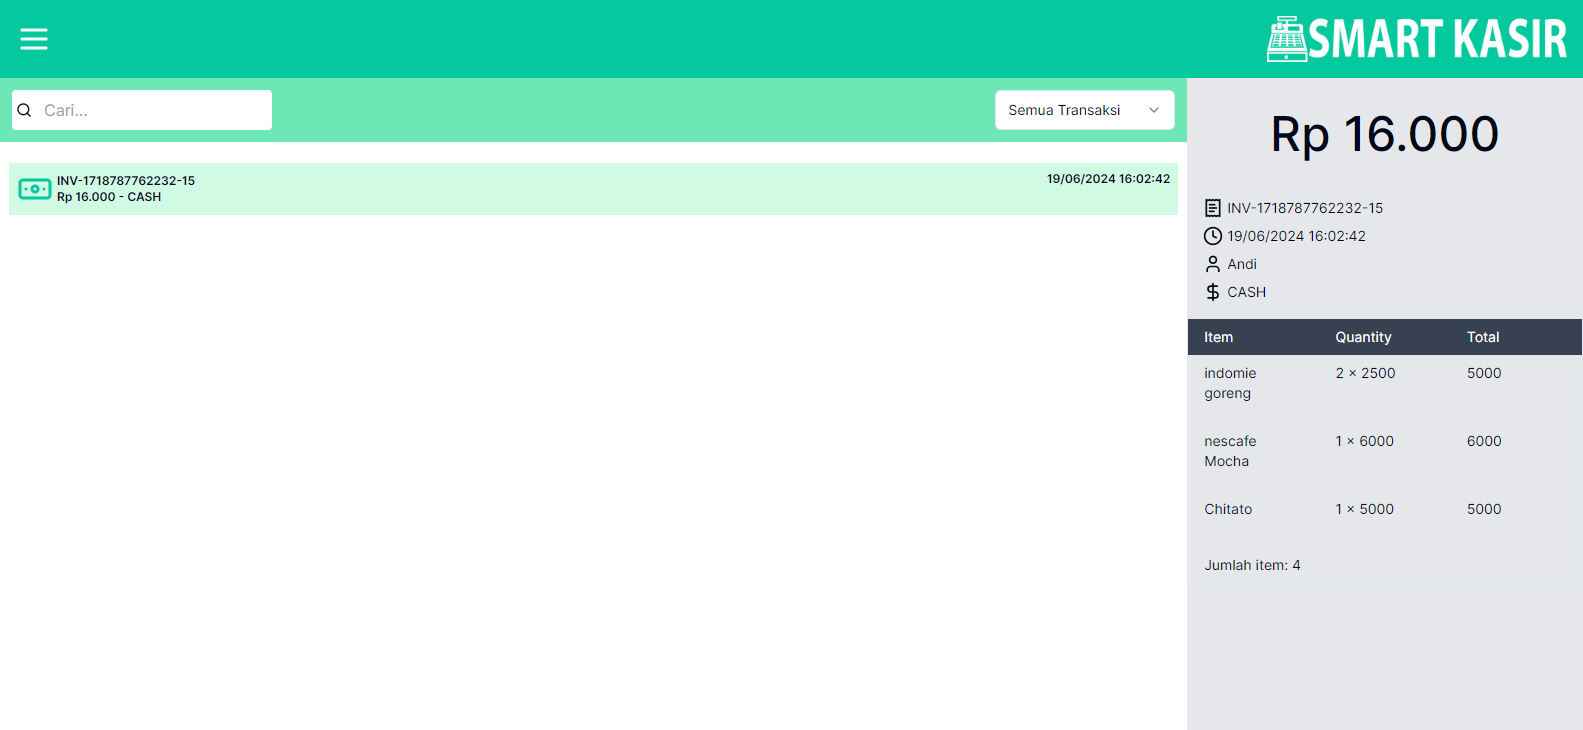 SMART KASIR
Cari...
Semua Transaksi
INV-1718787762232-15
Rp 16.000 - CASH
19/06/2024 16:02:42
Rp 16.000
INV-1718787762232-15
19/06/2024 16:02:42
Andi
CASH
Item Quantity Total
indomie goreng 2 × 2500 5000
nescafe Mocha 1 × 6000 6000
Chitato 1 × 5000 5000
Jumlah item: 4